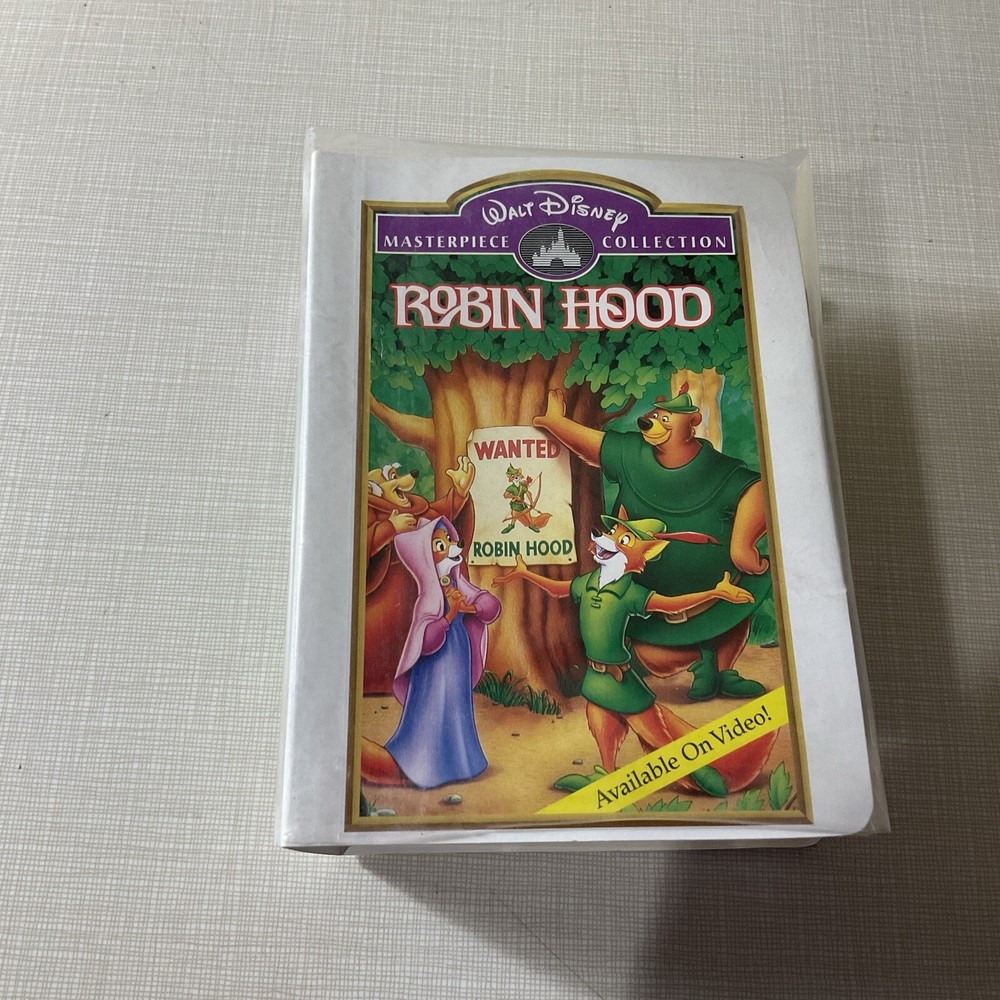 WALT DISNEY
MASTERPIECE COLLECTION
ROBIN HOOD
WANTED
ROBIN HOOD
Available On Video!